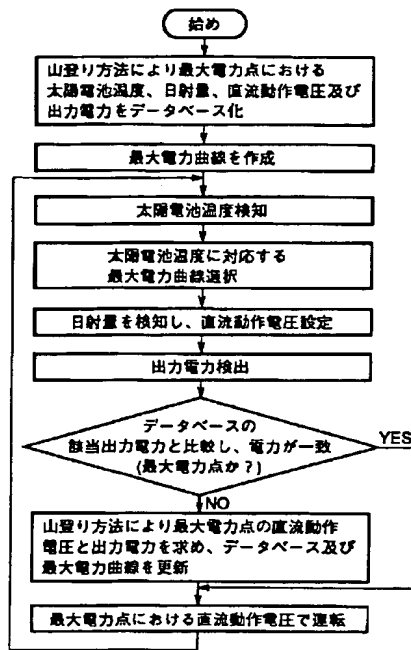 始め
山登り方法により最大電力点における
太陽電池温度、日射量、直流動作電圧及び
出力電力をデータベース化
最大電力曲線を作成
太陽電池温度検知
太陽電池温度に対応する
最大電力曲線選択
日射量を検知し、直流動作電圧設定
出力電力検出
データベースの
該当出力電力と比較し、電力が一致
(最大電力点か?)
YES
NO
山登り方法により最大電力点の直流動作
電圧と出力電力を求め、データベース及び
最大電力曲線を更新
最大電力点における直流動作電圧で運転